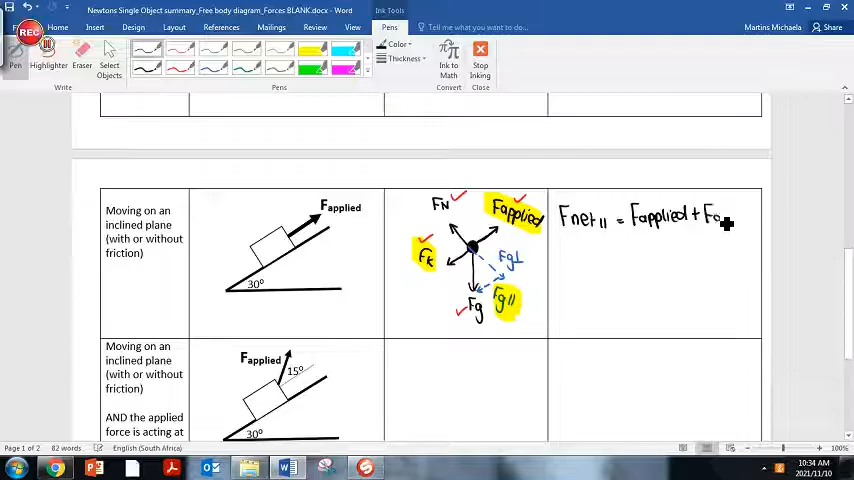 Newtons Single Object summary_Free body diagram_Forces BLANK.docx - Word
Ink Tools
Home Insert Design Layout References Mailings Review View Pens Tell me what you want to do...
Martins Michaela Share
REC
Pen Highlighter Eraser Select Objects
Color
Thickness
Ink to Math
Stop Inking
Write Pens Convert Close
Moving on an
inclined plane
(with or without
friction)
Fapplied
30°
FN
Fapplied
Fk
Fg⊥
Fg||
Fg
Fnet|| = Fapplied + Fg
Moving on an
inclined plane
(with or without
friction)
AND the applied
force is acting at
Fapplied
15°
30°
Page 1 of 2 82 words English (South Africa) 100%
10:34 AM
2021/11/10